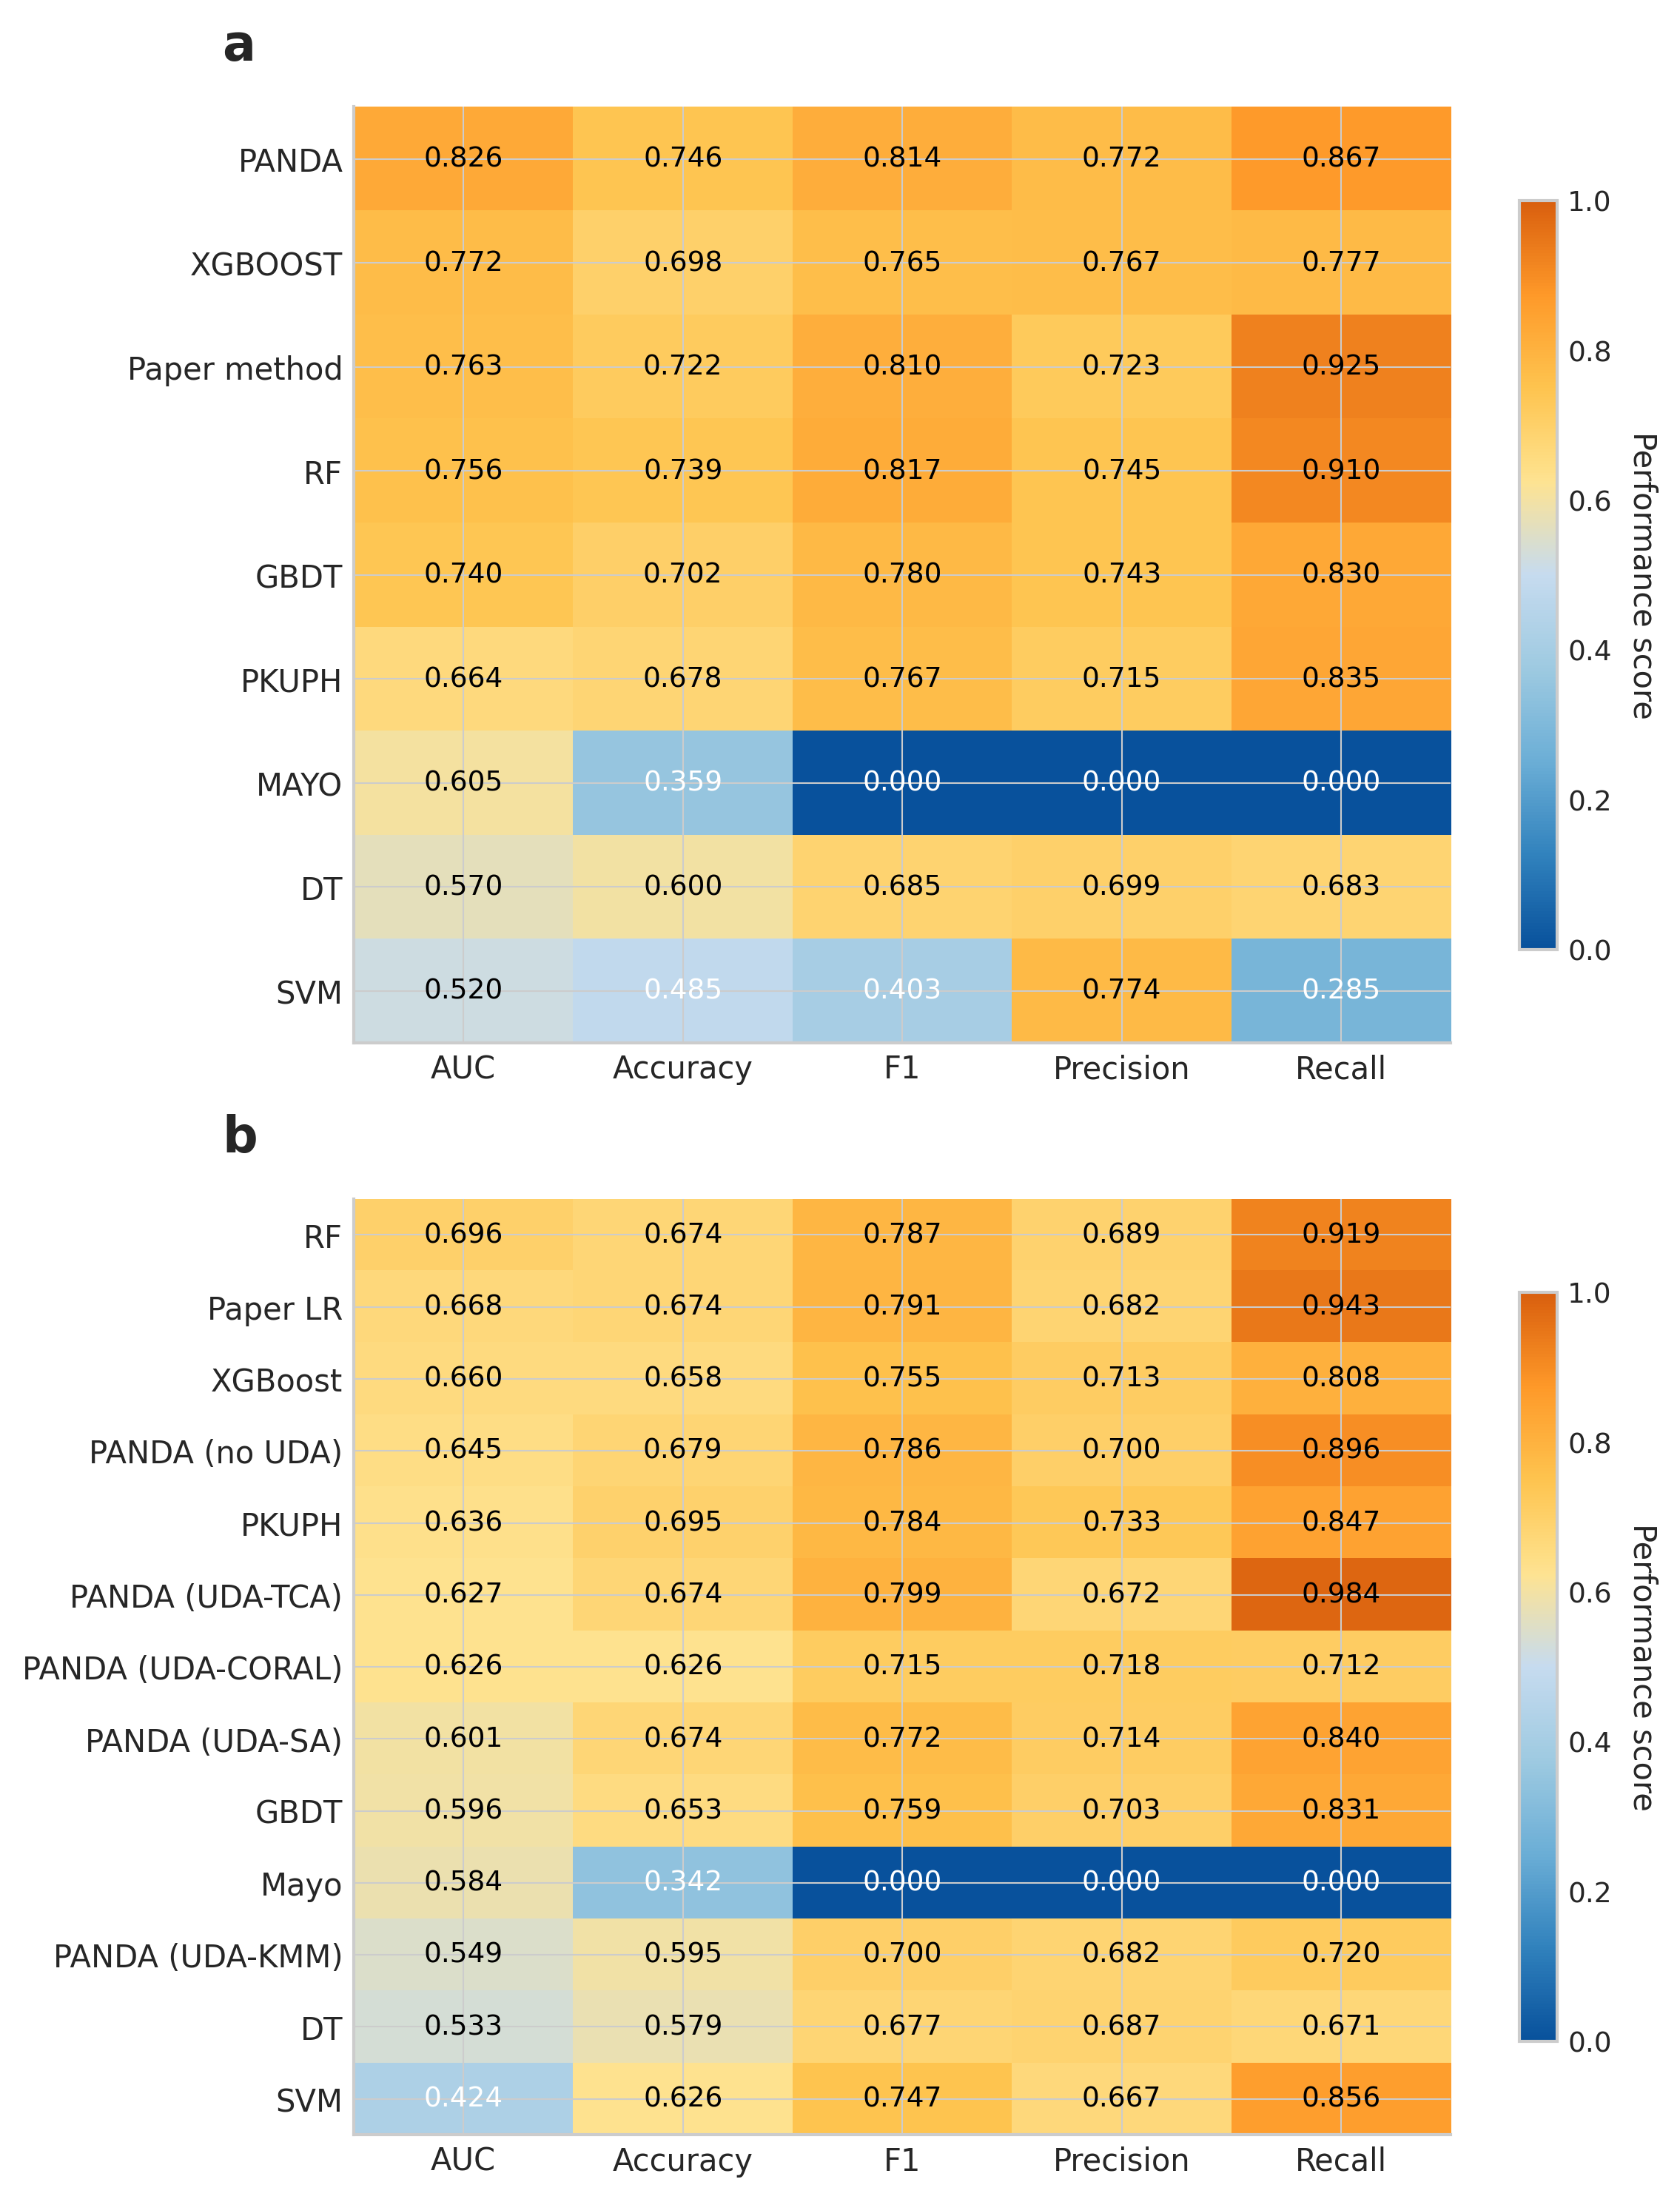 a
PANDA 0.826 0.746 0.814 0.772 0.867
XGBOOST 0.772 0.698 0.765 0.767 0.777
Paper method 0.763 0.722 0.810 0.723 0.925
RF 0.756 0.739 0.817 0.745 0.910
GBDT 0.740 0.702 0.780 0.743 0.830
PKUPH 0.664 0.678 0.767 0.715 0.835
MAYO 0.605 0.359 0.000 0.000 0.000
DT 0.570 0.600 0.685 0.699 0.683
SVM 0.520 0.485 0.403 0.774 0.285
AUC Accuracy F1 Precision Recall
1.0
0.8
0.6
0.4
0.2
0.0
Performance score
b
RF 0.696 0.674 0.787 0.689 0.919
Paper LR 0.668 0.674 0.791 0.682 0.943
XGBoost 0.660 0.658 0.755 0.713 0.808
PANDA (no UDA) 0.645 0.679 0.786 0.700 0.896
PKUPH 0.636 0.695 0.784 0.733 0.847
PANDA (UDA-TCA) 0.627 0.674 0.799 0.672 0.984
PANDA (UDA-CORAL) 0.626 0.626 0.715 0.718 0.712
PANDA (UDA-SA) 0.601 0.674 0.772 0.714 0.840
GBDT 0.596 0.653 0.759 0.703 0.831
Mayo 0.584 0.342 0.000 0.000 0.000
PANDA (UDA-KMM) 0.549 0.595 0.700 0.682 0.720
DT 0.533 0.579 0.677 0.687 0.671
SVM 0.424 0.626 0.747 0.667 0.856
AUC Accuracy F1 Precision Recall
1.0
0.8
0.6
0.4
0.2
0.0
Performance score